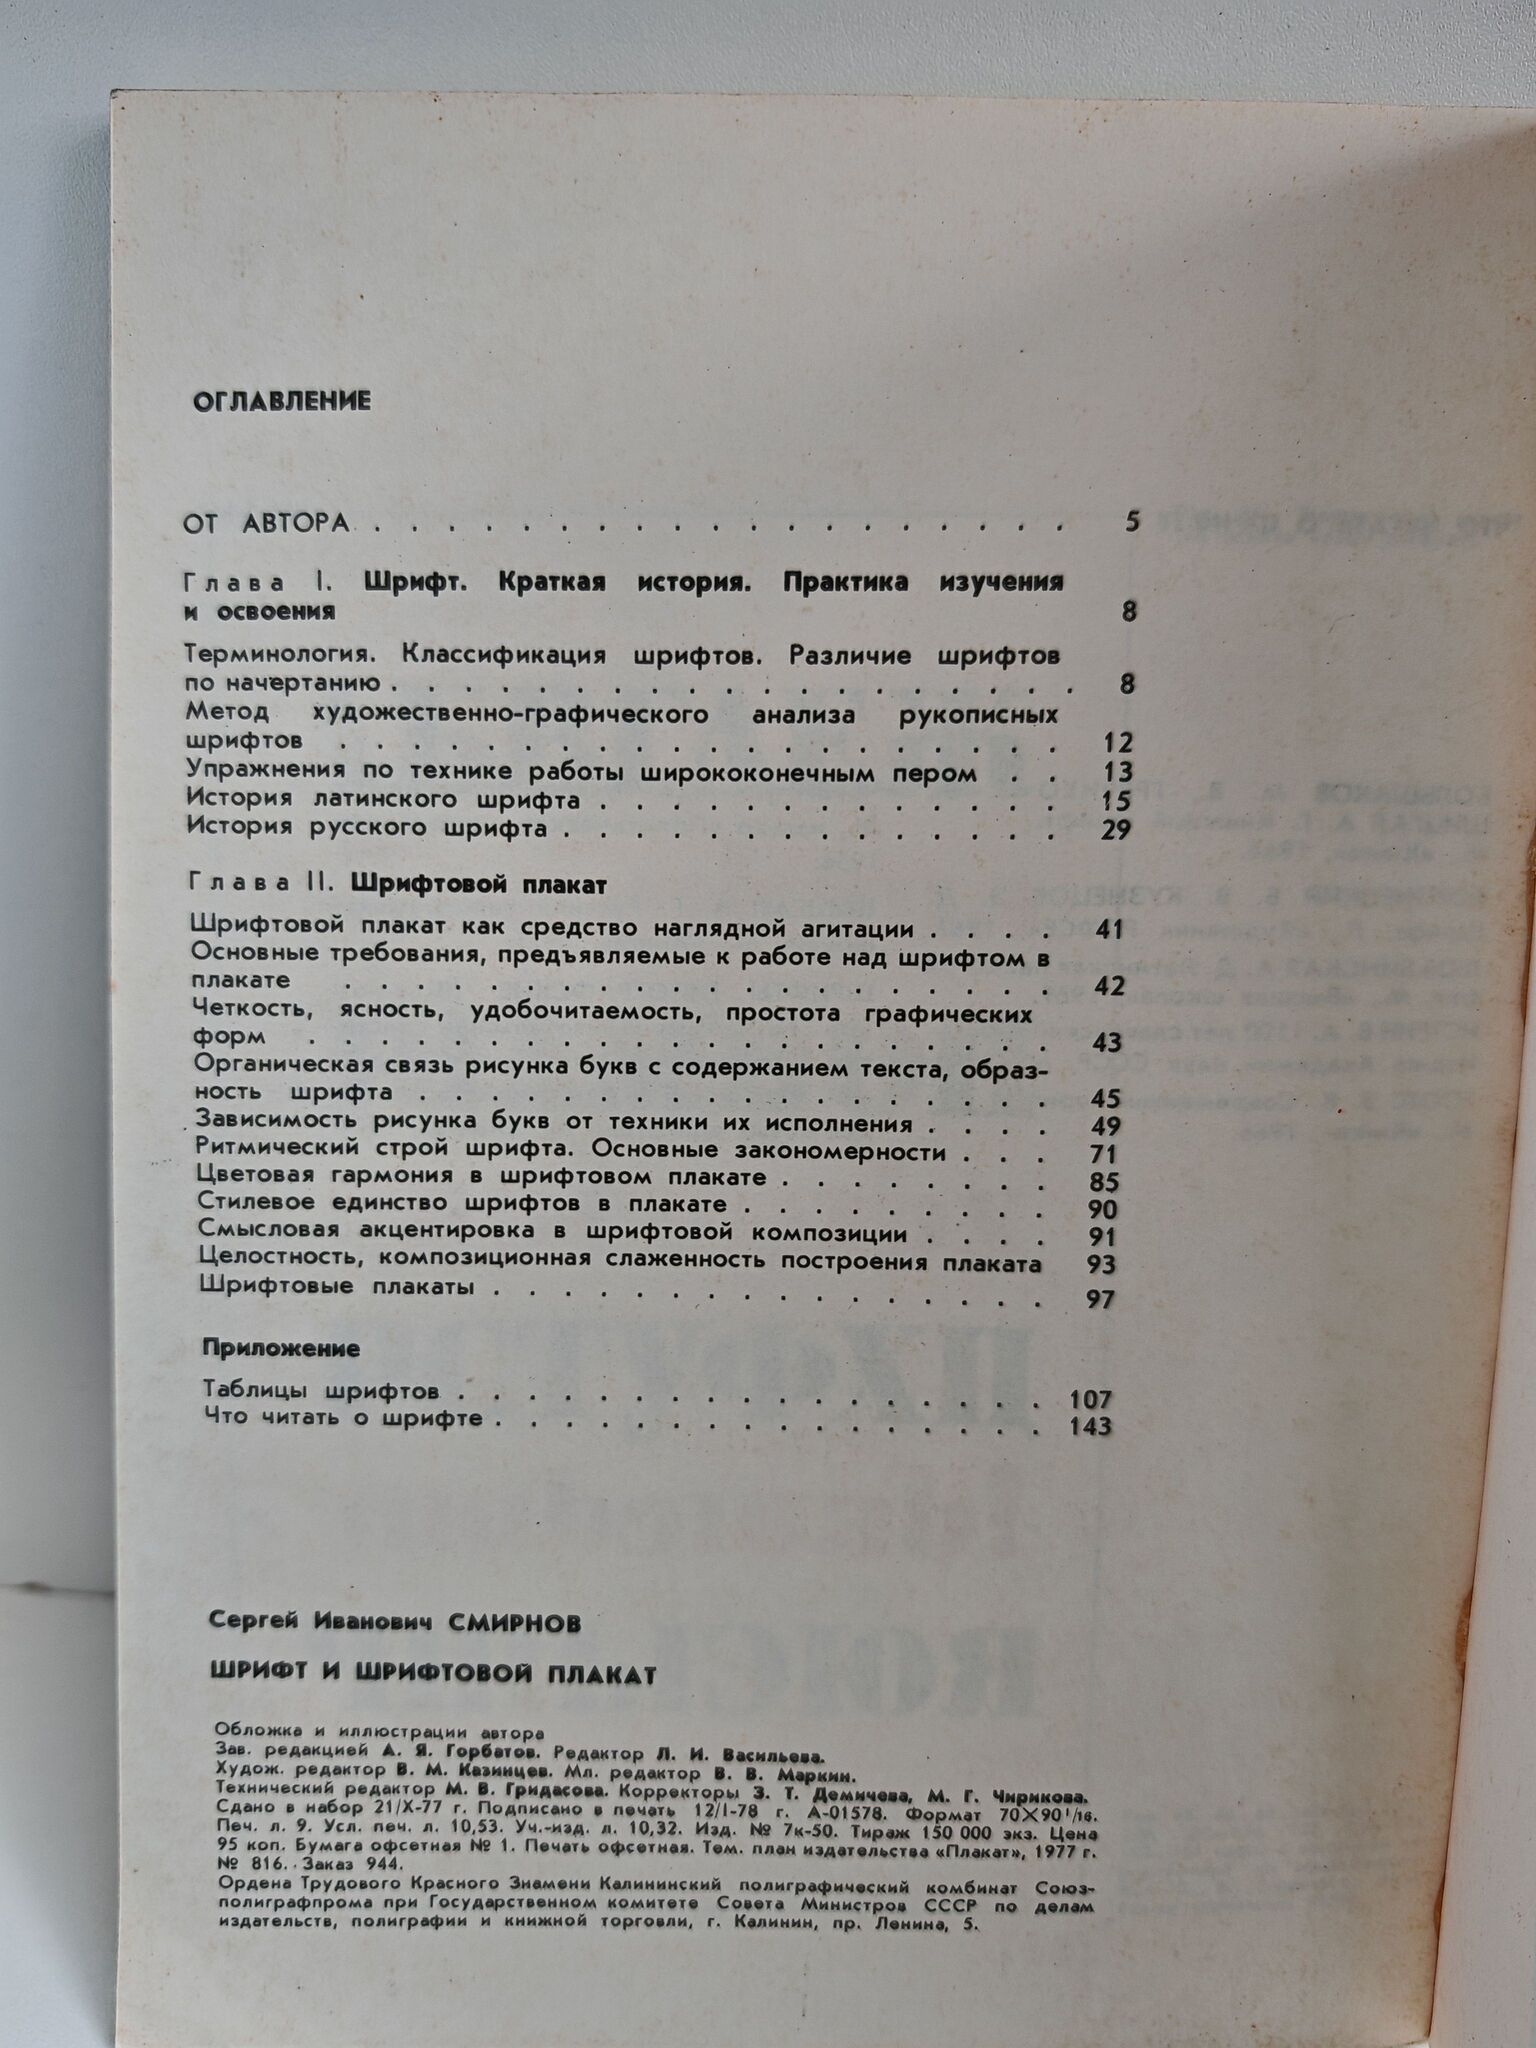 ОГЛАВЛЕНИЕ
ОТ АВТОРА . . . . . . . . . . . . . . . . . . . . 5
Глава I. Шрифт. Краткая история. Практика изучения
и освоения 8
Терминология. Классификация шрифтов. Различие шрифтов
по начертанию . . . . . . . . . . . . . . . . . . . . 8
Метод художественно-графического анализа рукописных
шрифтов . . . . . . . . . . . . . . . . . . . . . 12
Упражнения по технике работы ширококонечным пером . . 13
История латинского шрифта . . . . . . . . . . . . . 15
История русского шрифта . . . . . . . . . . . . . . 29
Глава II. Шрифтовой плакат
Шрифтовой плакат как средство наглядной агитации . . . . 41
Основные требования, предъявляемые к работе над шрифтом в
плакате . . . . . . . . . . . . . . . . . . . . 42
Четкость, ясность, удобочитаемость, простота графических
форм . . . . . . . . . . . . . . . . . . . . . 43
Органическая связь рисунка букв с содержанием текста, образ-
ность шрифта . . . . . . . . . . . . . . . . . . 45
Зависимость рисунка букв от техники их исполнения . . . . 49
Ритмический строй шрифта. Основные закономерности . . . 71
Цветовая гармония в шрифтовом плакате . . . . . . . . 85
Стилевое единство шрифтов в плакате . . . . . . . . . 90
Смысловая акцентировка в шрифтовой композиции . . . . 91
Целостность, композиционная слаженность построения плаката 93
Шрифтовые плакаты . . . . . . . . . . . . . . . . 97
Приложение
Таблицы шрифтов . . . . . . . . . . . . . . . . . 107
Что читать о шрифте . . . . . . . . . . . . . . . . 143
Сергей Иванович СМИРНОВ
ШРИФТ И ШРИФТОВОЙ ПЛАКАТ
Обложка и иллюстрации автора
Зав. редакцией А. Я. Горбатов. Редактор Л. И. Васильева.
Худож. редактор В. М. Казинцев. Мл. редактор В. В. Маркин.
Технический редактор М. В. Гридасова. Корректоры З. Т. Демичева, М. Г. Чирикова.
Сдано в набор 21/X-77 г. Подписано в печать 12/I-78 г. А-01578. Формат 70×90 1/16.
Печ. л. 9. Усл. печ. л. 10,53. Уч.-изд. л. 10,32. Изд. № 7к-50. Тираж 150 000 экз. Цена
95 коп. Бумага офсетная № 1. Печать офсетная. Тем. план издательства «Плакат», 1977 г.
№ 816. Заказ 944.
Ордена Трудового Красного Знамени Калининский полиграфический комбинат Союз-
полиграфпрома при Государственном комитете Совета Министров СССР по делам
издательств, полиграфии и книжной торговли, г. Калинин, пр. Ленина, 5.